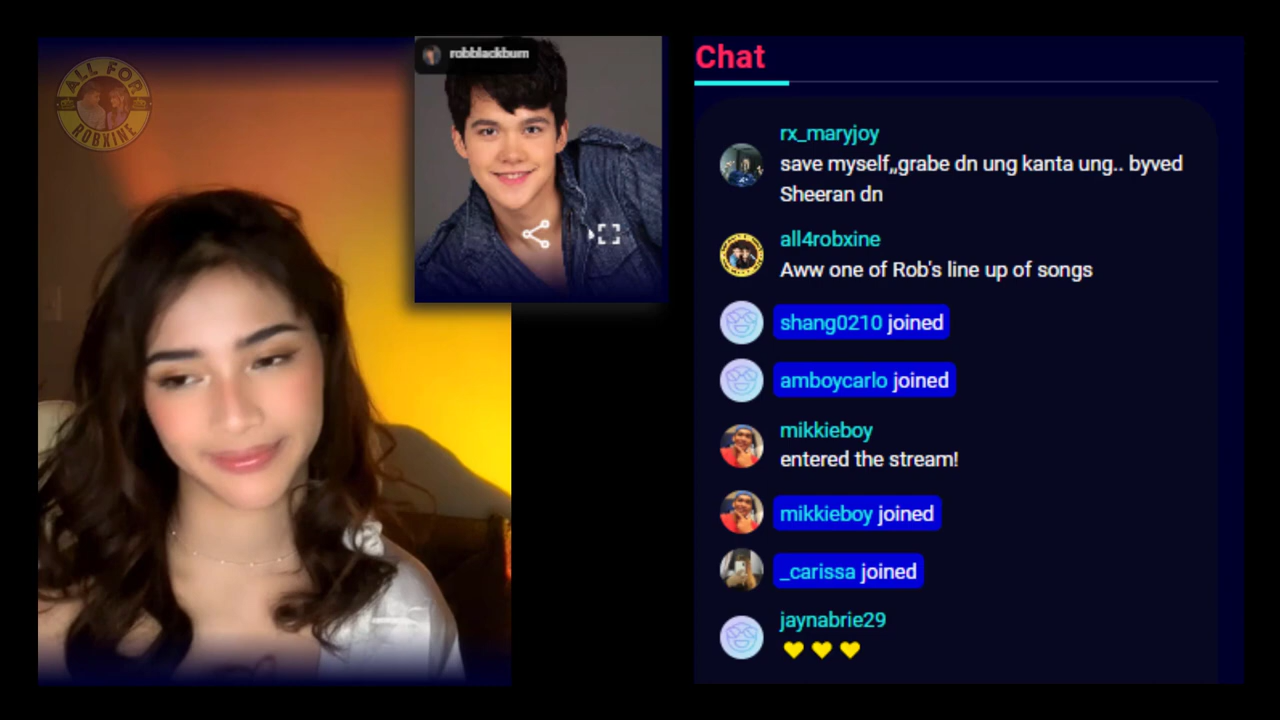 ALL FOR
ROBXINE
robblackburn
Chat
rx_maryjoy
save myself,,grabe dn ung kanta ung.. byved
Sheeran dn
all4robxine
Aww one of Rob's line up of songs
shang0210 joined
amboycarlo joined
mikkieboy
entered the stream!
mikkieboy joined
_carissa joined
jaynabrie29